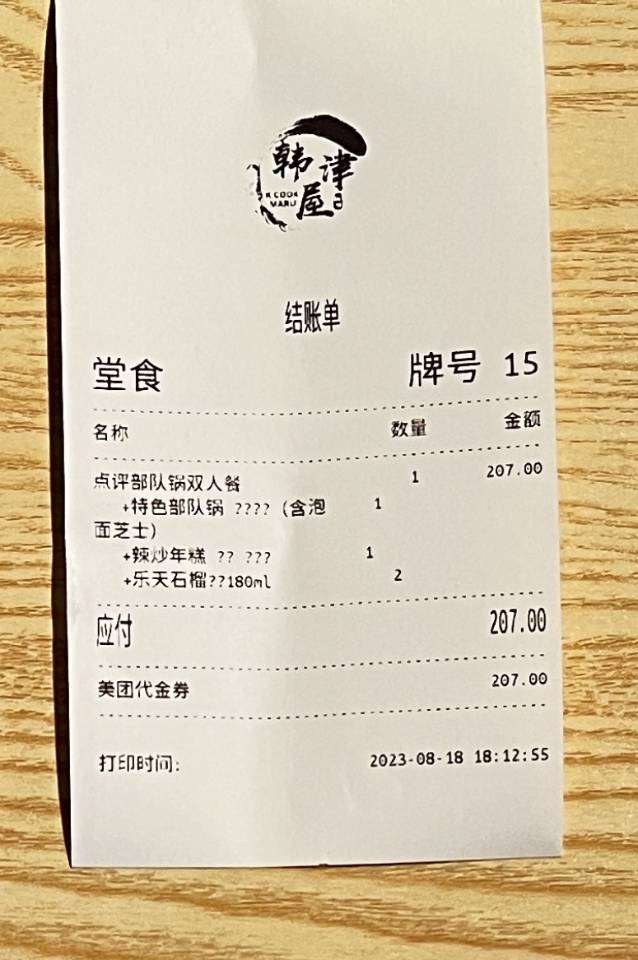 韩津
K COOK
MARU 屋
结账单
堂食 牌号 15
名称 数量 金额
点评部队锅双人餐 1 207.00
+特色部队锅 ???? (含泡 1
面芝士)
+辣炒年糕 ?? ??? 1
+乐天石榴??180ml 2
应付 207.00
美团代金券 207.00
打印时间: 2023-08-18 18:12:55